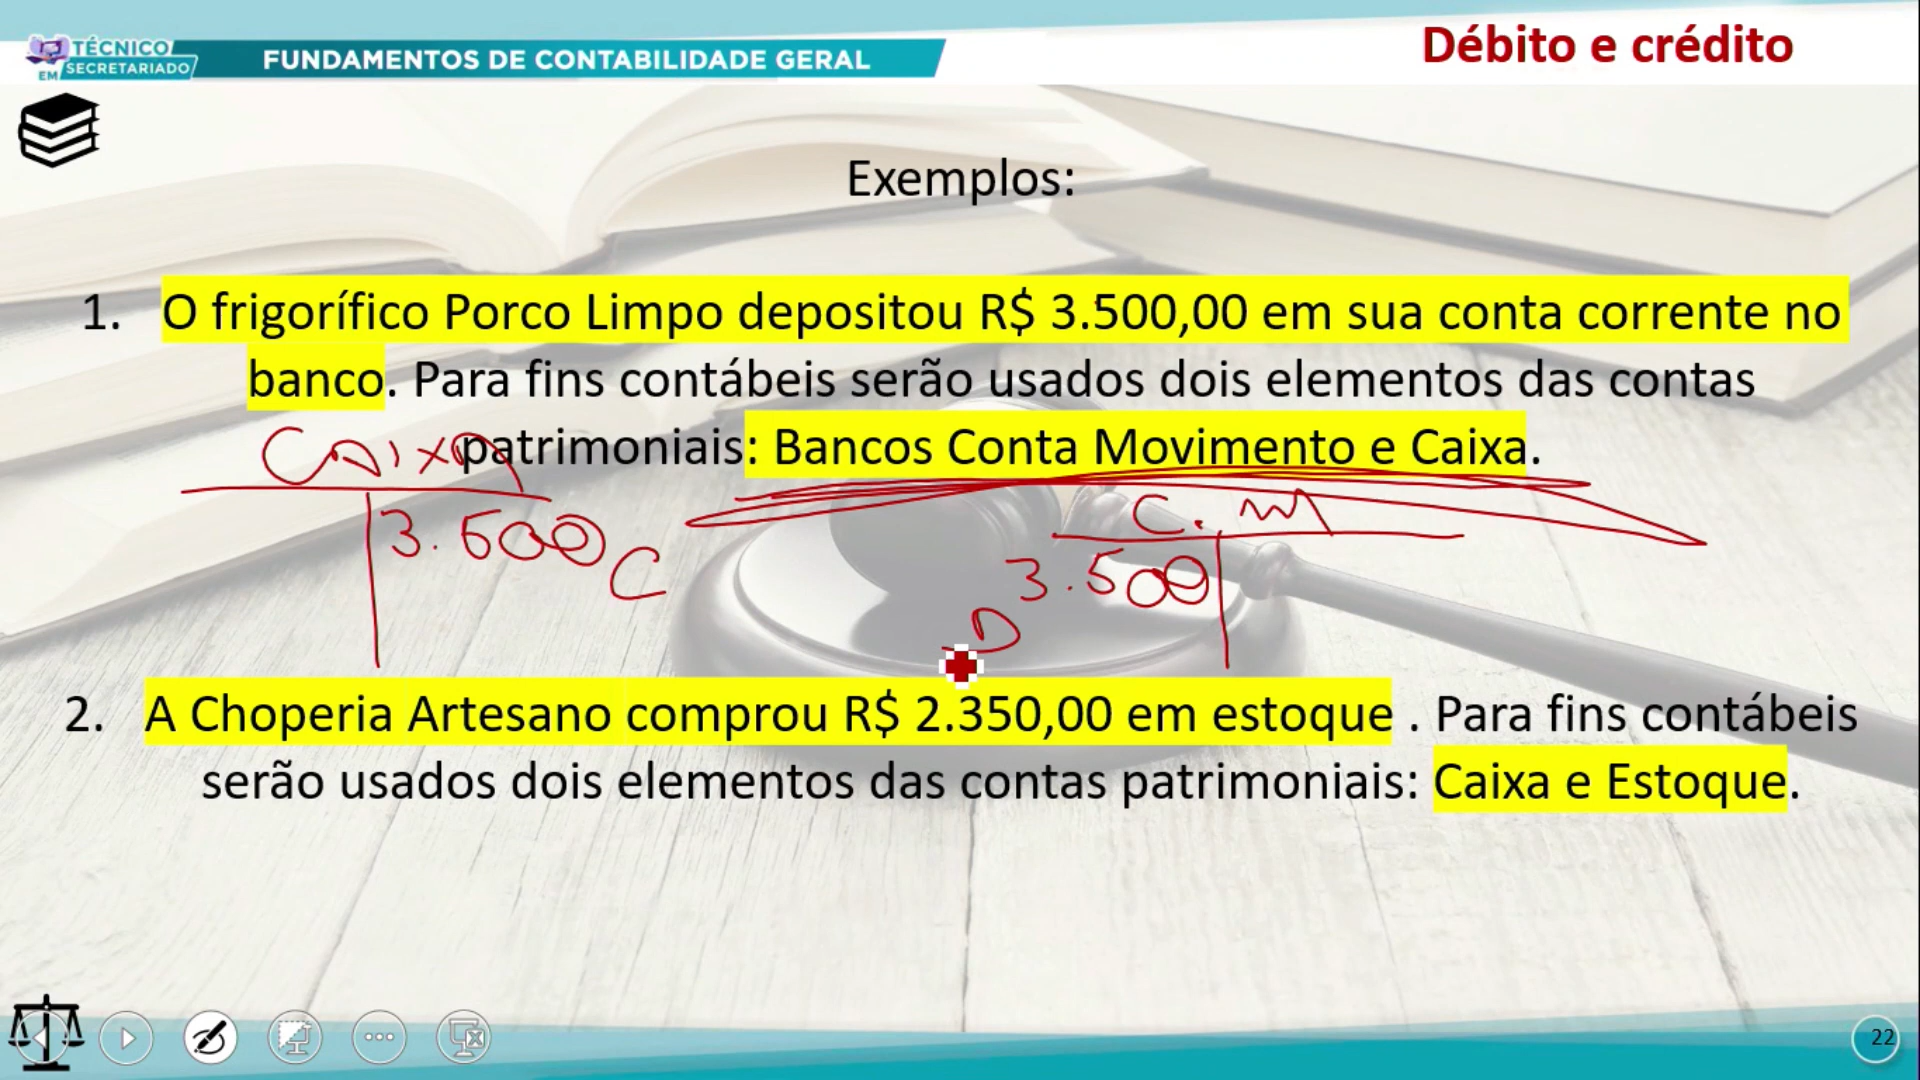 TÉCNICO
EM SECRETARIADO
FUNDAMENTOS DE CONTABILIDADE GERAL
Débito e crédito
Exemplos:
1. O frigorífico Porco Limpo depositou R$ 3.500,00 em sua conta corrente no
banco. Para fins contábeis serão usados dois elementos das contas
patrimoniais: Bancos Conta Movimento e Caixa.
Caixa
3.500 C
C. M
3.500
D
2. A Choperia Artesano comprou R$ 2.350,00 em estoque . Para fins contábeis
serão usados dois elementos das contas patrimoniais: Caixa e Estoque.
22